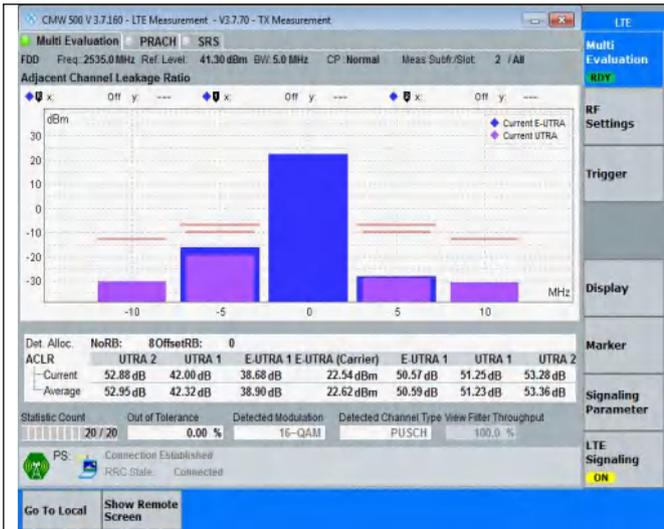 CMW 500 V 3.7.160 - LTE Measurement - V3.7.70 - TX Measurement
LTE
Multi Evaluation PRACH SRS
Multi
Evaluation
RDY
FDD Freq.:2535.0 MHz Ref. Level: 41.30 dBm BW: 5.0 MHz CP :Normal Meas Subfr./Slot: 2 / All
Adjacent Channel Leakage Ratio
x: Off y: --- x: Off y: --- x: Off y: ---
dBm
Current E-UTRA
Current UTRA
30
20
10
0
-10
-20
-30
MHz
-10 -5 0 5 10
RF
Settings
Trigger
Display
Marker
Signaling
Parameter
LTE
Signaling
ON
Det. Alloc. NoRB: 8OffsetRB: 0
ACLR UTRA 2 UTRA 1 E-UTRA 1 E-UTRA (Carrier) E-UTRA 1 UTRA 1 UTRA 2
Current 52.88 dB 42.00 dB 38.68 dB 22.54 dBm 50.57 dB 51.25 dB 53.28 dB
Average 52.95 dB 42.32 dB 38.90 dB 22.62 dBm 50.59 dB 51.23 dB 53.36 dB
Statistic Count Out of Tolerance Detected Modulation Detected Channel Type View Filter Throughput
20 / 20 0.00 % 16-QAM PUSCH 100.0 %
PS: Connection Established
RRC State: Connected
Go To Local
Show Remote
Screen